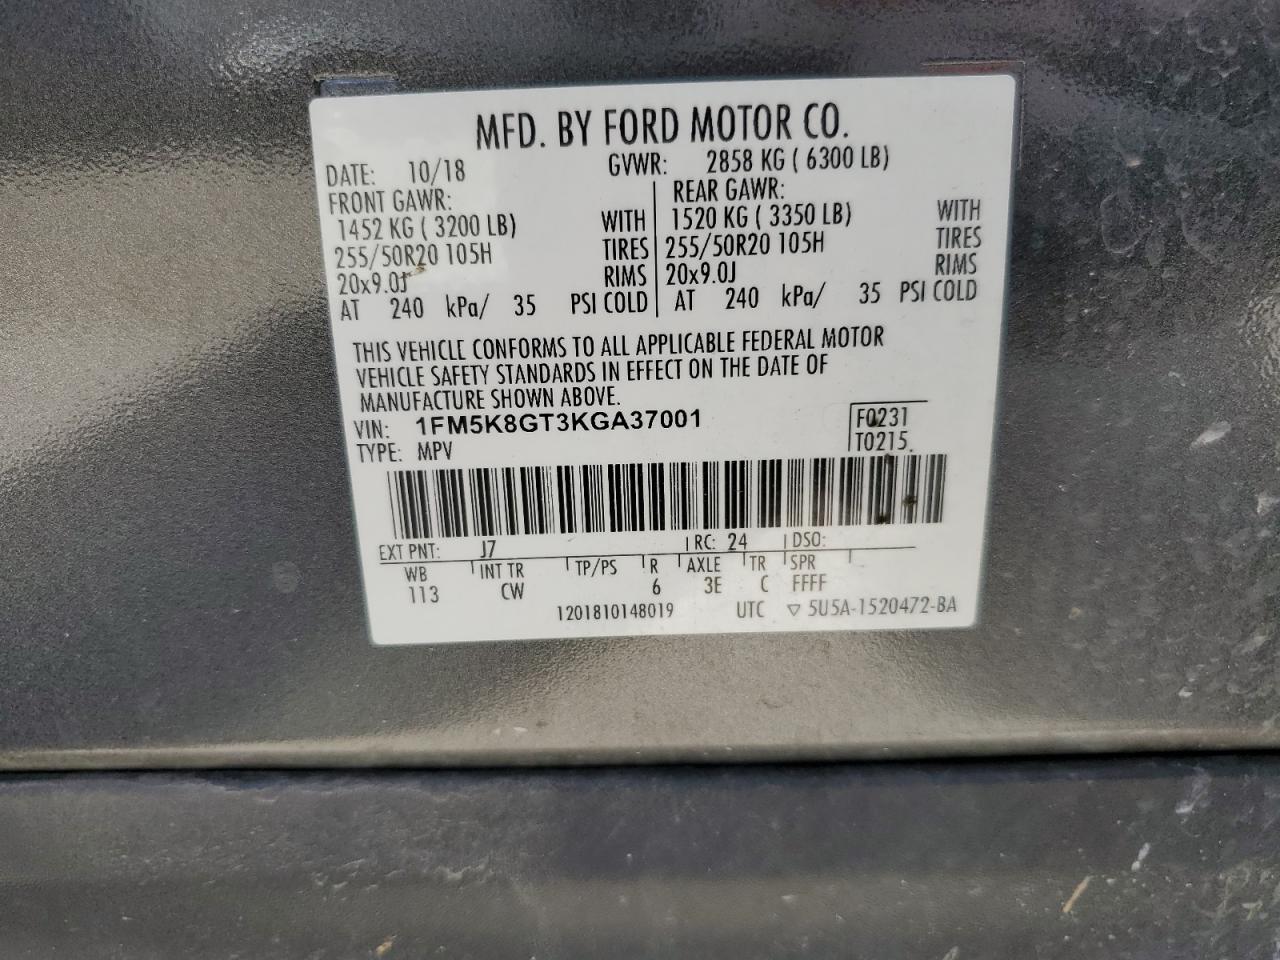 MFD. BY FORD MOTOR CO.
DATE: 10/18 GVWR: 2858 KG ( 6300 LB)
FRONT GAWR: REAR GAWR:
1452 KG ( 3200 LB) WITH 1520 KG ( 3350 LB) WITH
255/50R20 105H TIRES 255/50R20 105H TIRES
20x9.0J RIMS 20x9.0J RIMS
AT 240 kPa/ 35 PSI COLD AT 240 kPa/ 35 PSI COLD
THIS VEHICLE CONFORMS TO ALL APPLICABLE FEDERAL MOTOR
VEHICLE SAFETY STANDARDS IN EFFECT ON THE DATE OF
MANUFACTURE SHOWN ABOVE.
VIN: 1FM5K8GT3KGA37001 F0231
TYPE: MPV T0215
EXT PNT: J7 RC: 24 DSO:
WB INT TR TP/PS R AXLE TR SPR
113 CW 6 3E C FFFF
1201810148019 UTC ▽ 5U5A-1520472-BA